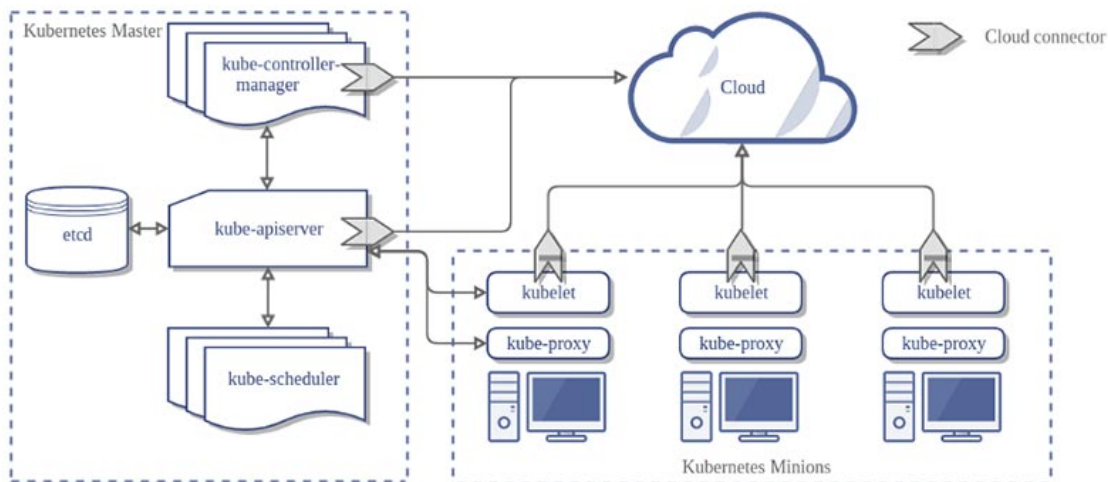 Kubernetes Master
kube-controller-
manager
Cloud
Cloud connector
etcd
kube-apiserver
kube-scheduler
kubelet
kubelet
kubelet
kube-proxy
kube-proxy
kube-proxy
Kubernetes Minions